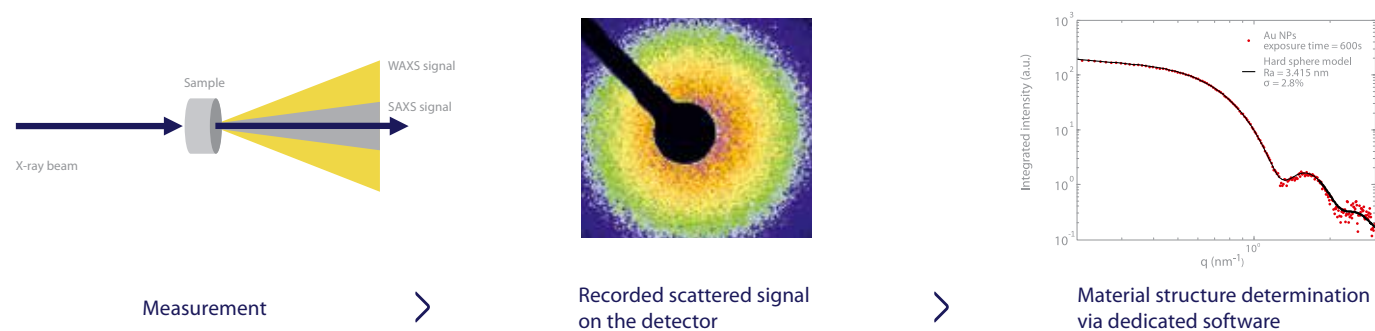 Sample
WAXS signal
SAXS signal
X-ray beam
Measurement
>
Recorded scattered signal
on the detector
>
10³
10²
10¹
10⁰
10⁻¹
Integrated intensity (a.u.)
Au NPs
exposure time = 600s
Hard sphere model
Ra = 3.415 nm
σ = 2.8%
10⁰
q (nm⁻¹)
Material structure determination
via dedicated software